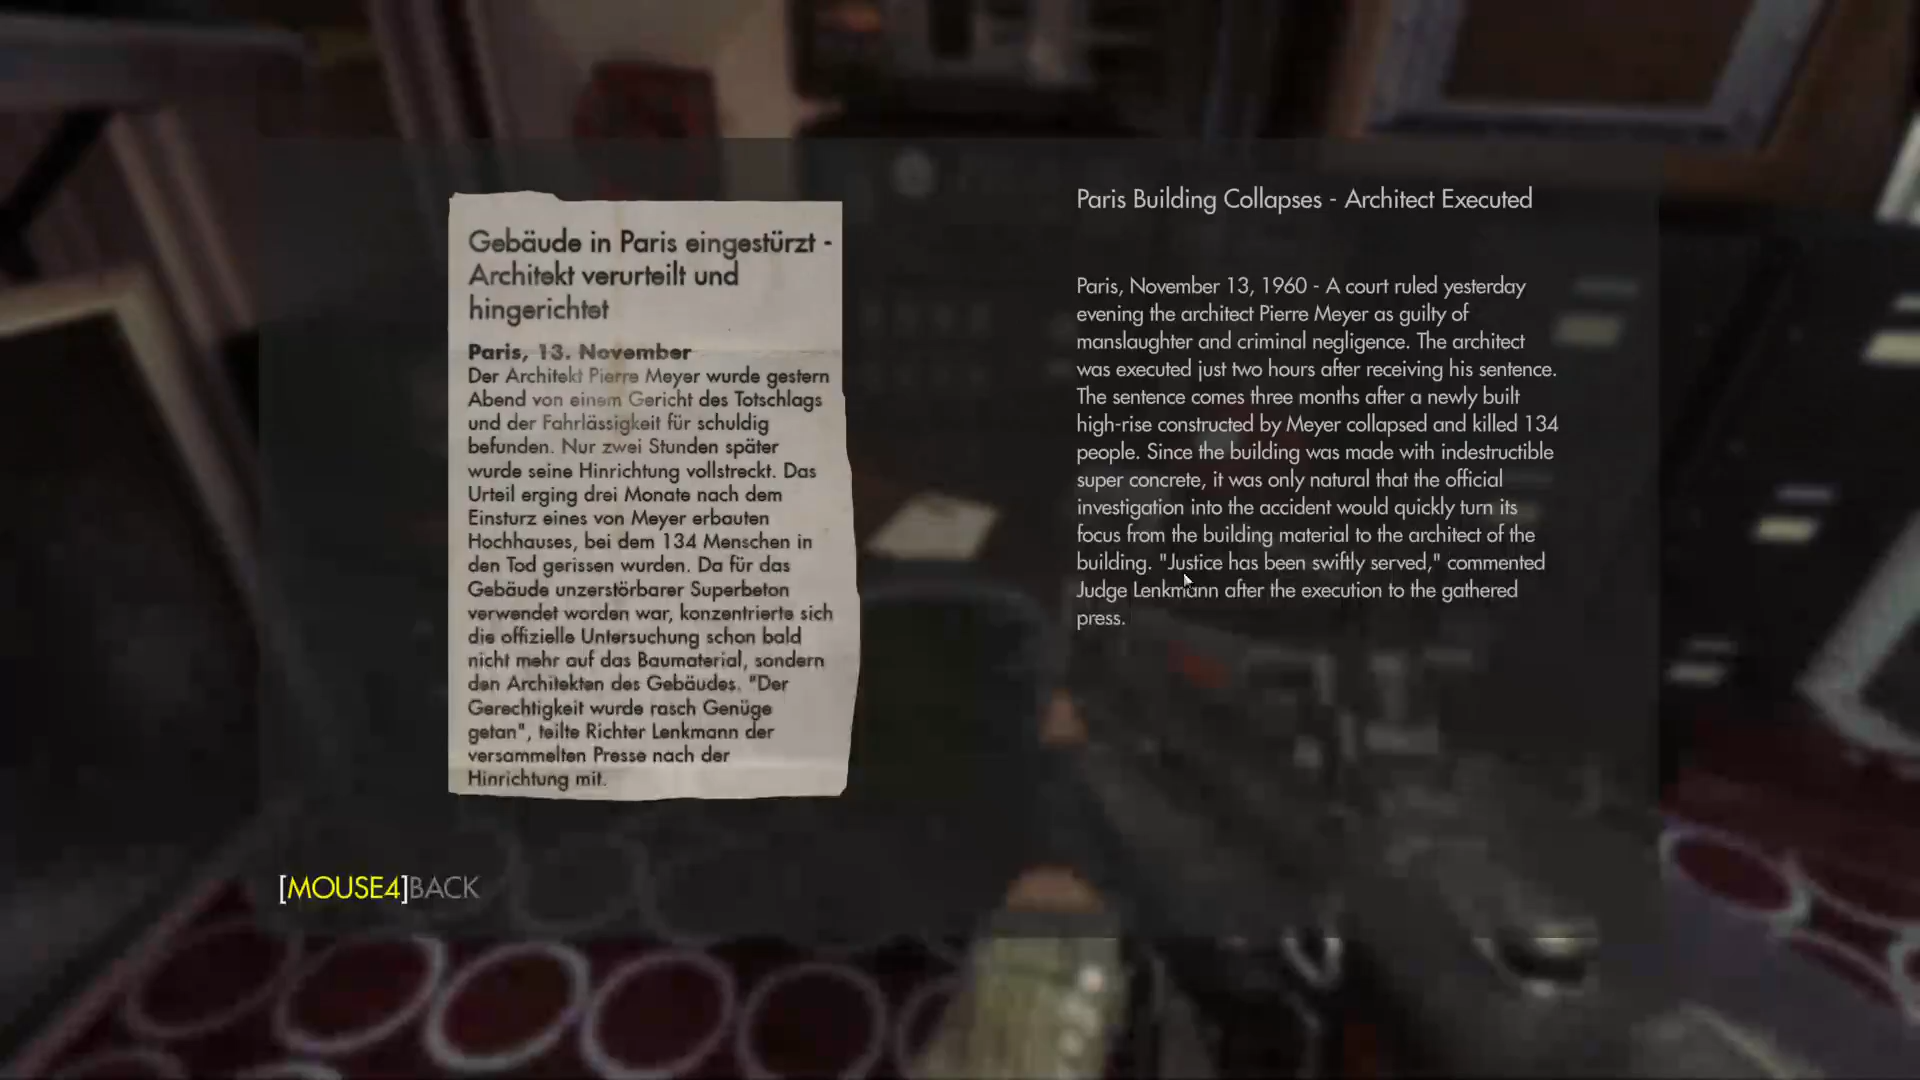 Gebäude in Paris eingestürzt -
Architekt verurteilt und
hingerichtet
Paris, 13. November
Der Architekt Pierre Meyer wurde gestern
Abend von einem Gericht des Totschlags
und der Fahrlässigkeit für schuldig
befunden. Nur zwei Stunden später
wurde seine Hinrichtung vollstreckt. Das
Urteil erging drei Monate nach dem
Einsturz eines von Meyer erbauten
Hochhauses, bei dem 134 Menschen in
den Tod gerissen wurden. Da für das
Gebäude unzerstörbarer Superbeton
verwendet worden war, konzentrierte sich
die offizielle Untersuchung schon bald
nicht mehr auf das Baumaterial, sondern
den Architekten des Gebäudes. "Der
Gerechtigkeit wurde rasch Genüge
getan", teilte Richter Lenkmann der
versammelten Presse nach der
Hinrichtung mit.
Paris Building Collapses - Architect Executed
Paris, November 13, 1960 - A court ruled yesterday
evening the architect Pierre Meyer as guilty of
manslaughter and criminal negligence. The architect
was executed just two hours after receiving his sentence.
The sentence comes three months after a newly built
high-rise constructed by Meyer collapsed and killed 134
people. Since the building was made with indestructible
super concrete, it was only natural that the official
investigation into the accident would quickly turn its
focus from the building material to the architect of the
building. "Justice has been swiftly served," commented
Judge Lenkmann after the execution to the gathered
press.
[MOUSE4]BACK